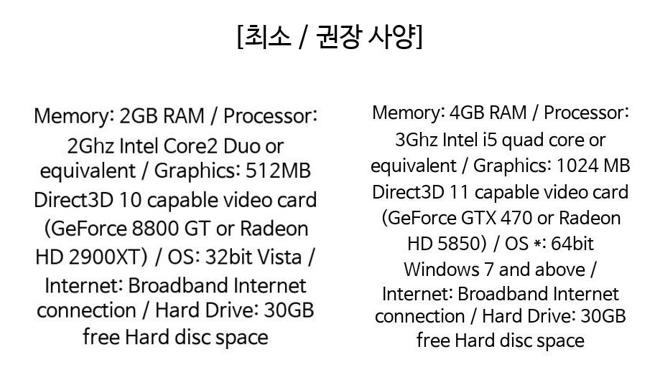 [최소 / 권장 사양]
Memory: 2GB RAM / Processor:
2Ghz Intel Core2 Duo or
equivalent / Graphics: 512MB
Direct3D 10 capable video card
(GeForce 8800 GT or Radeon
HD 2900XT) / OS: 32bit Vista /
Internet: Broadband Internet
connection / Hard Drive: 30GB
free Hard disc space
Memory: 4GB RAM / Processor:
3Ghz Intel i5 quad core or
equivalent / Graphics: 1024 MB
Direct3D 11 capable video card
(GeForce GTX 470 or Radeon
HD 5850) / OS *: 64bit
Windows 7 and above /
Internet: Broadband Internet
connection / Hard Drive: 30GB
free Hard disc space